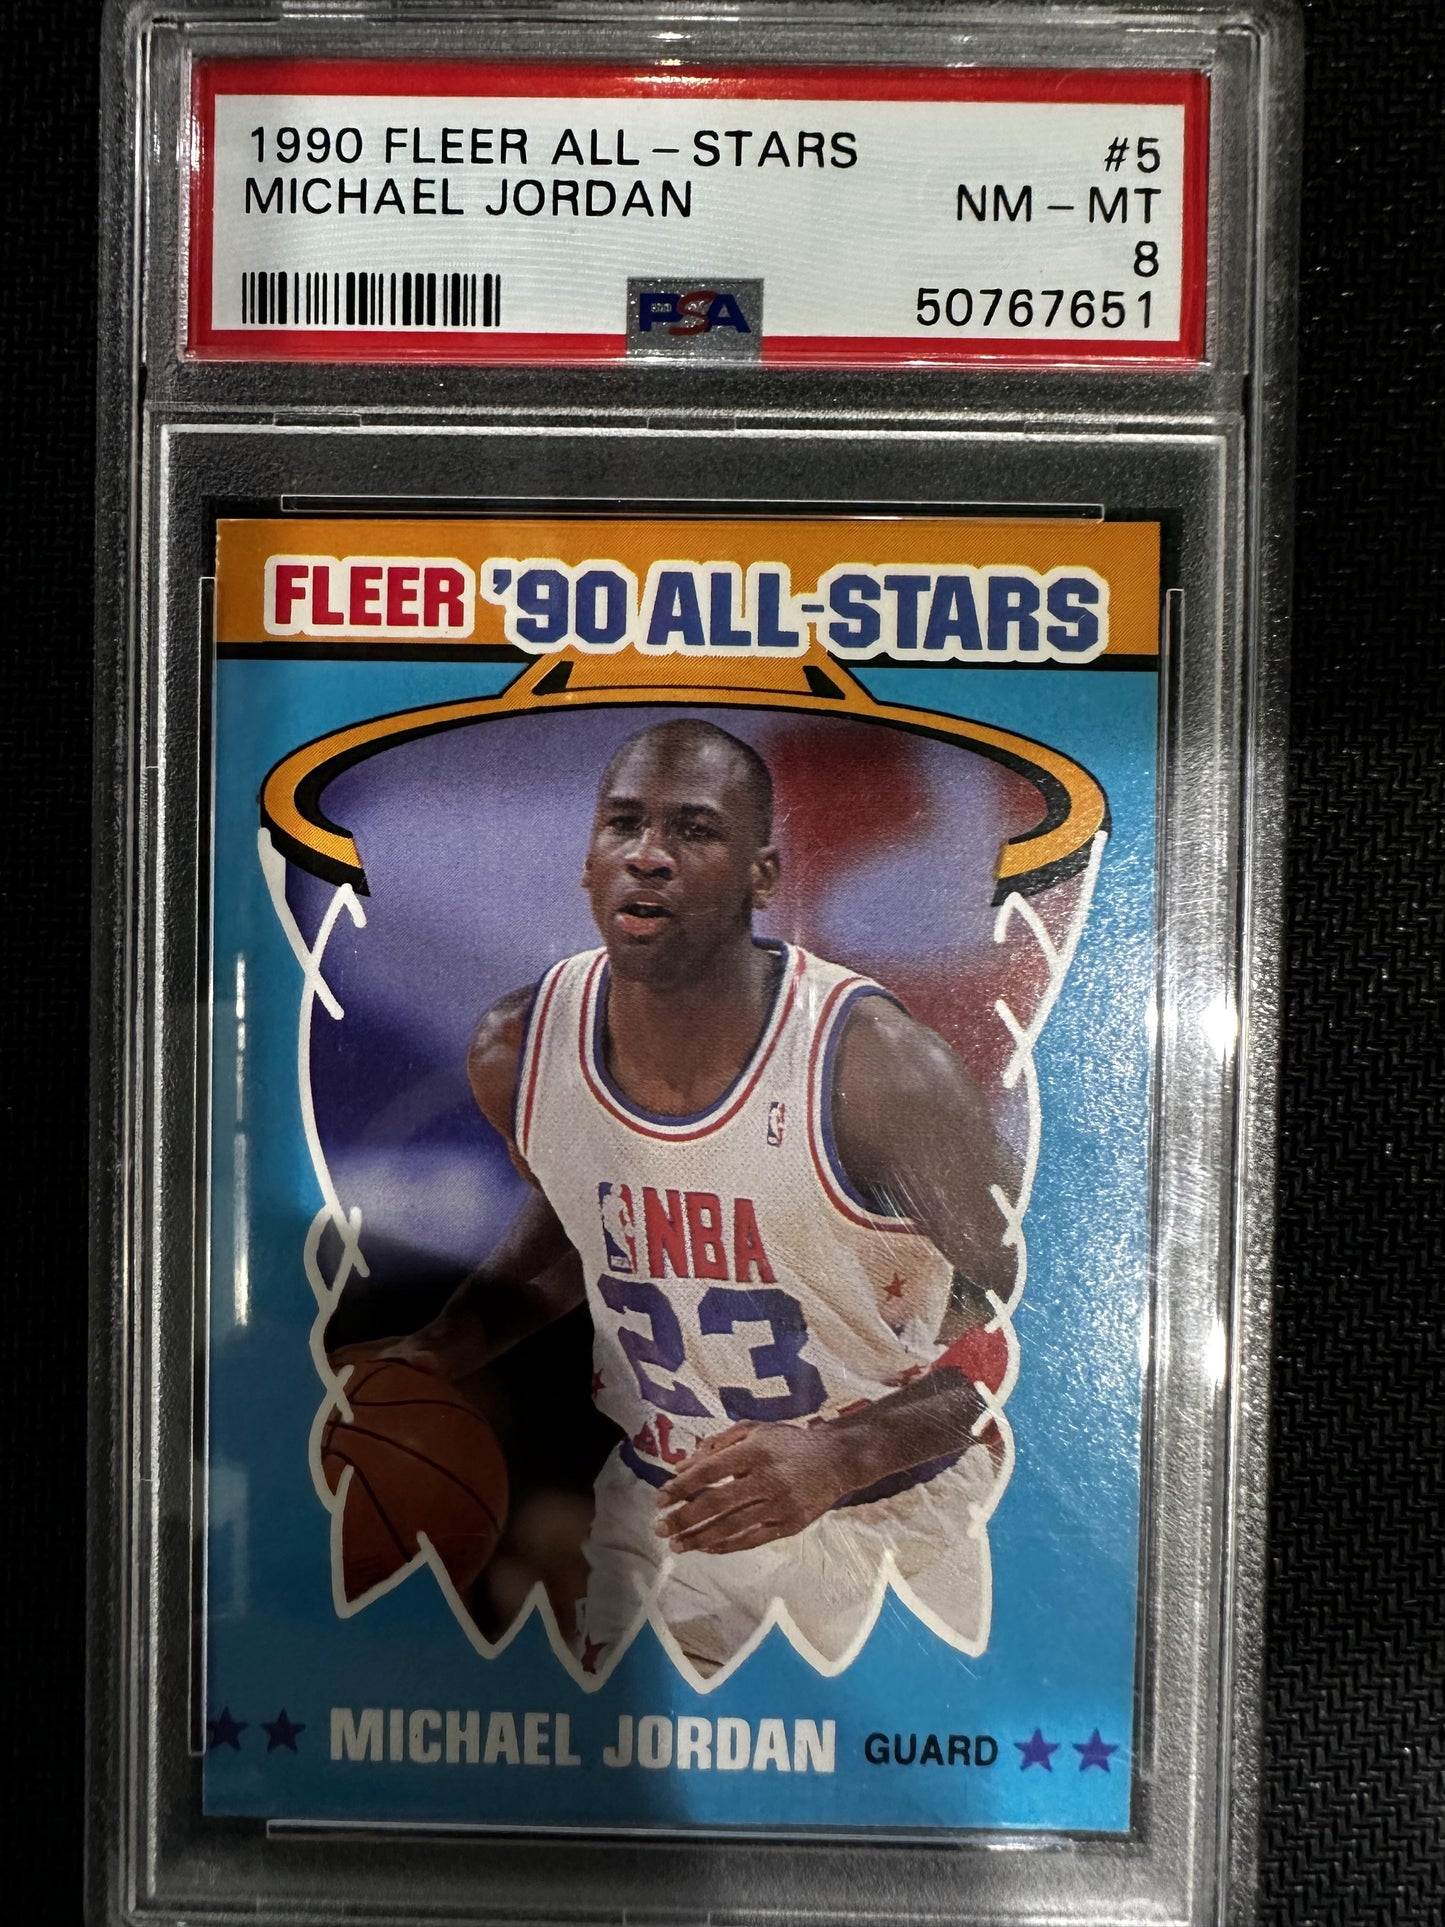 1990 FLEER ALL-STARS #5
MICHAEL JORDAN NM-MT
8
PSA 50767651
FLEER '90 ALL-STARS
NBA
23
MICHAEL JORDAN GUARD